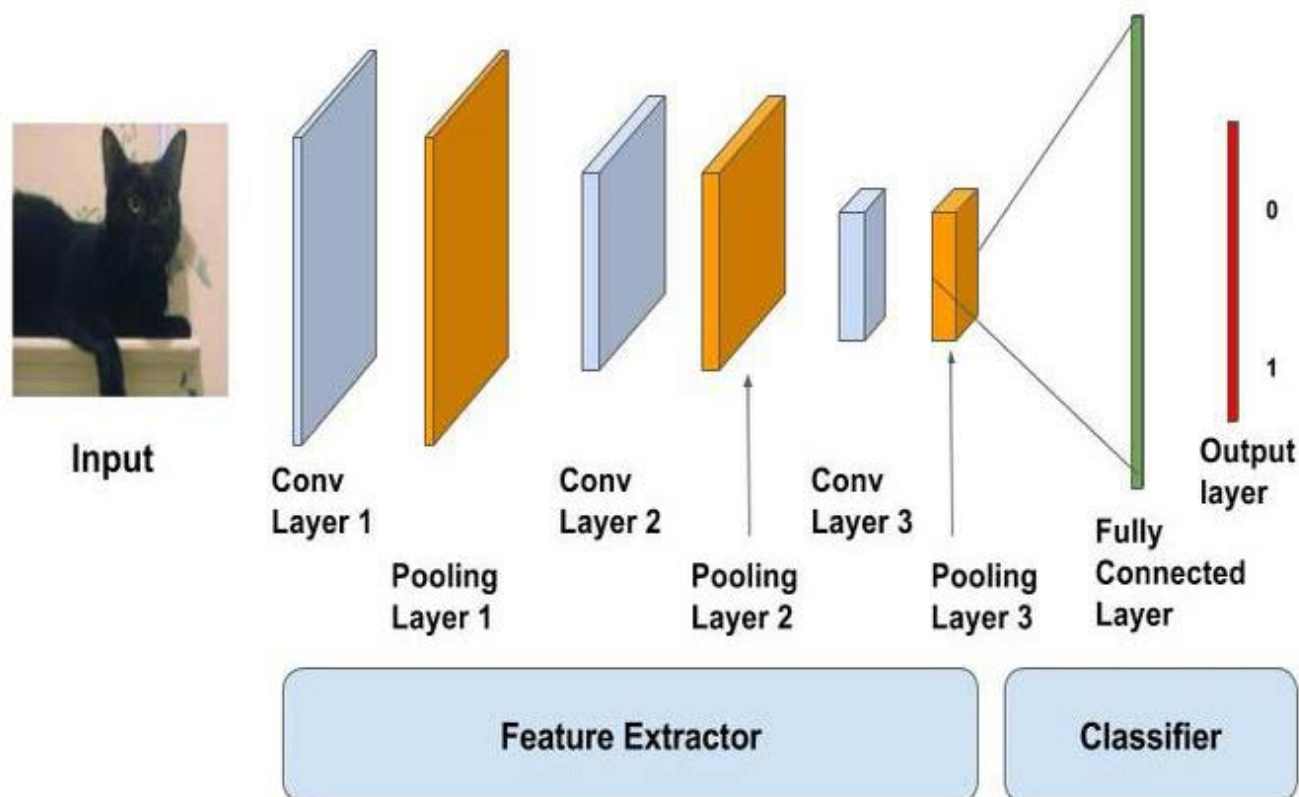 Input
Conv
Layer 1
Pooling
Layer 1
Conv
Layer 2
Pooling
Layer 2
Conv
Layer 3
Pooling
Layer 3
Fully
Connected
Layer
0
1
Output
layer
Feature Extractor
Classifier